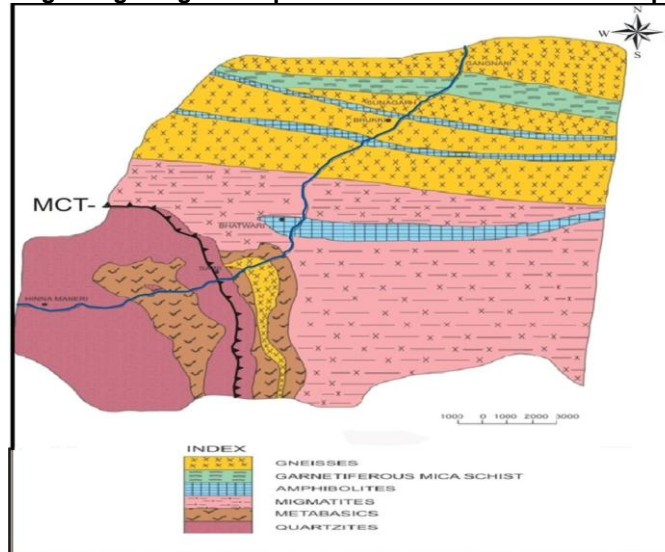 N
W
S
GANGNANI
SUNAGARH
BHUKKI
MCT-
BHATWARI
HINNA MANERI
1000 0 1000 2000 3000
INDEX
GNEISSES
GARNETIFEROUS MICA SCHIST
AMPHIBOLITES
MIGMATITES
METABASICS
QUARTZITES